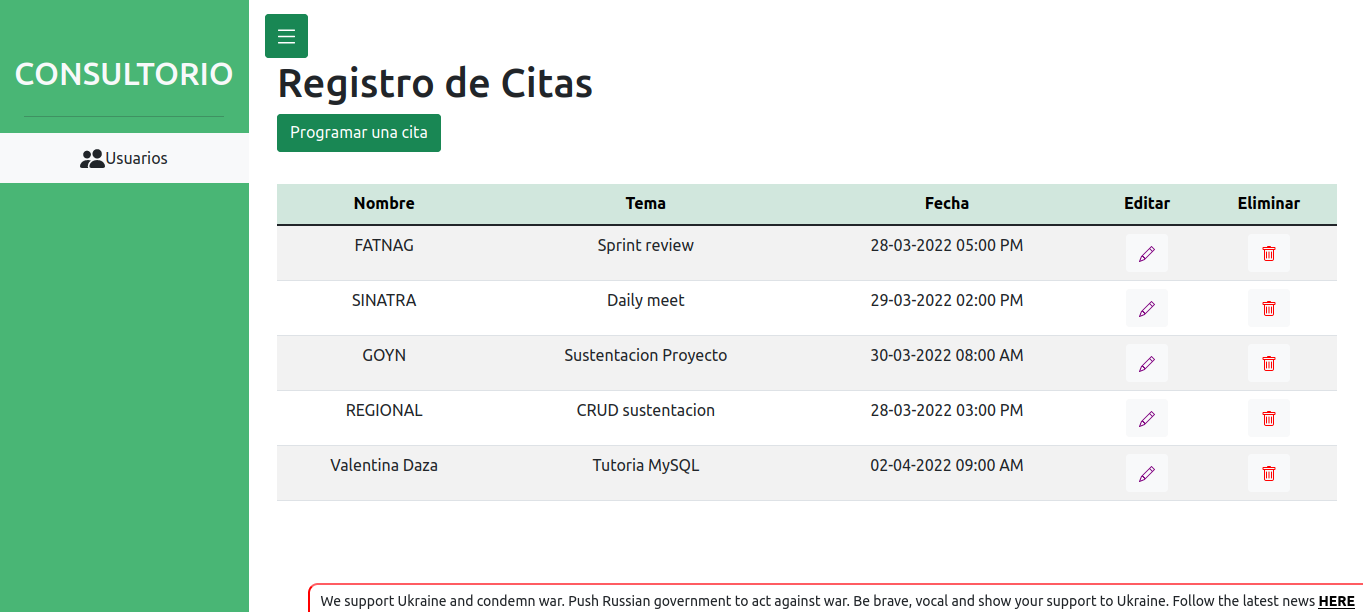 CONSULTORIO
Usuarios
Registro de Citas
Programar una cita
Nombre Tema Fecha Editar Eliminar
FATNAG Sprint review 28-03-2022 05:00 PM
SINATRA Daily meet 29-03-2022 02:00 PM
GOYN Sustentacion Proyecto 30-03-2022 08:00 AM
REGIONAL CRUD sustentacion 28-03-2022 03:00 PM
Valentina Daza Tutoria MySQL 02-04-2022 09:00 AM
We support Ukraine and condemn war. Push Russian government to act against war. Be brave, vocal and show your support to Ukraine. Follow the latest news HERE